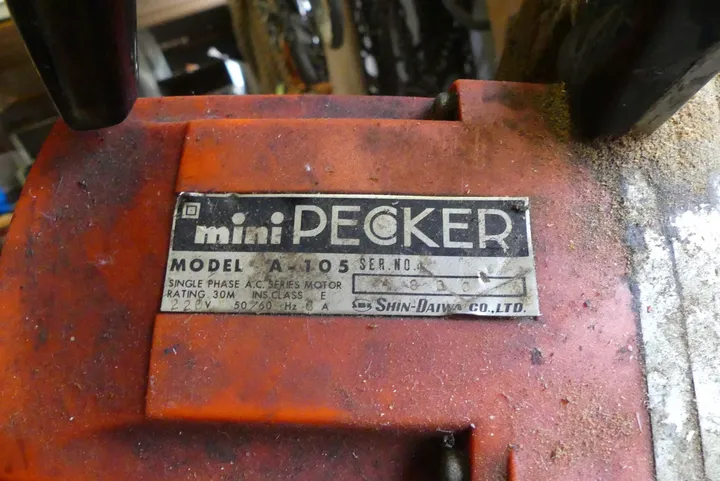 mini PECKER
MODEL A-105 SER.NO.
SINGLE PHASE A.C. SERIES MOTOR
RATING 30M INS.CLASS E
V 50/60 Hz A
SHIN-DAIWA CO.,LTD.